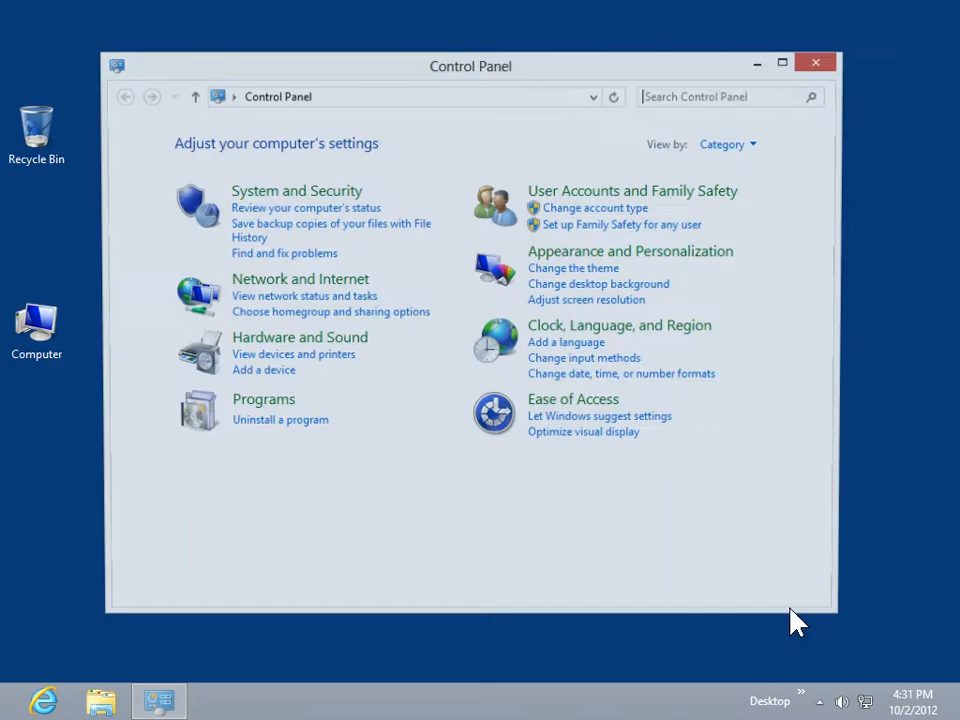 Control Panel
Control Panel
Search Control Panel
Adjust your computer's settings
View by: Category
System and Security
Review your computer's status
Save backup copies of your files with File
History
Find and fix problems
Network and Internet
View network status and tasks
Choose homegroup and sharing options
Hardware and Sound
View devices and printers
Add a device
Programs
Uninstall a program
User Accounts and Family Safety
Change account type
Set up Family Safety for any user
Appearance and Personalization
Change the theme
Change desktop background
Adjust screen resolution
Clock, Language, and Region
Add a language
Change input methods
Change date, time, or number formats
Ease of Access
Let Windows suggest settings
Optimize visual display
Recycle Bin
Computer
Desktop
4:31 PM
10/2/2012